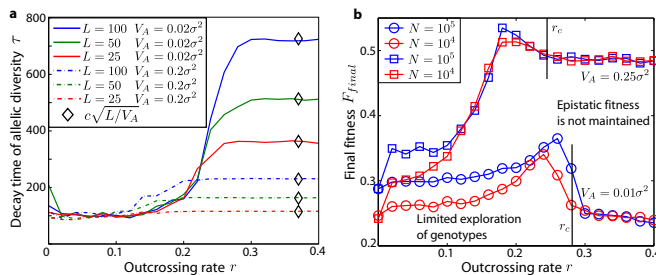 a
Decay time of allelic diversity τ
800
600
400
200
0
0.1
0.2
0.3
0.4
Outcrossing rate r
L = 100 V_A = 0.02σ²
L = 50 V_A = 0.02σ²
L = 25 V_A = 0.02σ²
L = 100 V_A = 0.2σ²
L = 50 V_A = 0.2σ²
L = 25 V_A = 0.2σ²
c√L/V_A
b
Final fitness F_final
0.5
0.4
0.3
0.2
0
0.1
0.2
0.3
0.4
Outcrossing rate r
N = 10⁵
N = 10⁴
N = 10⁵
N = 10⁴
r_c
V_A = 0.25σ²
Epistatic fitness
is not maintained
V_A = 0.01σ²
Limited exploration
of genotypes
r_c